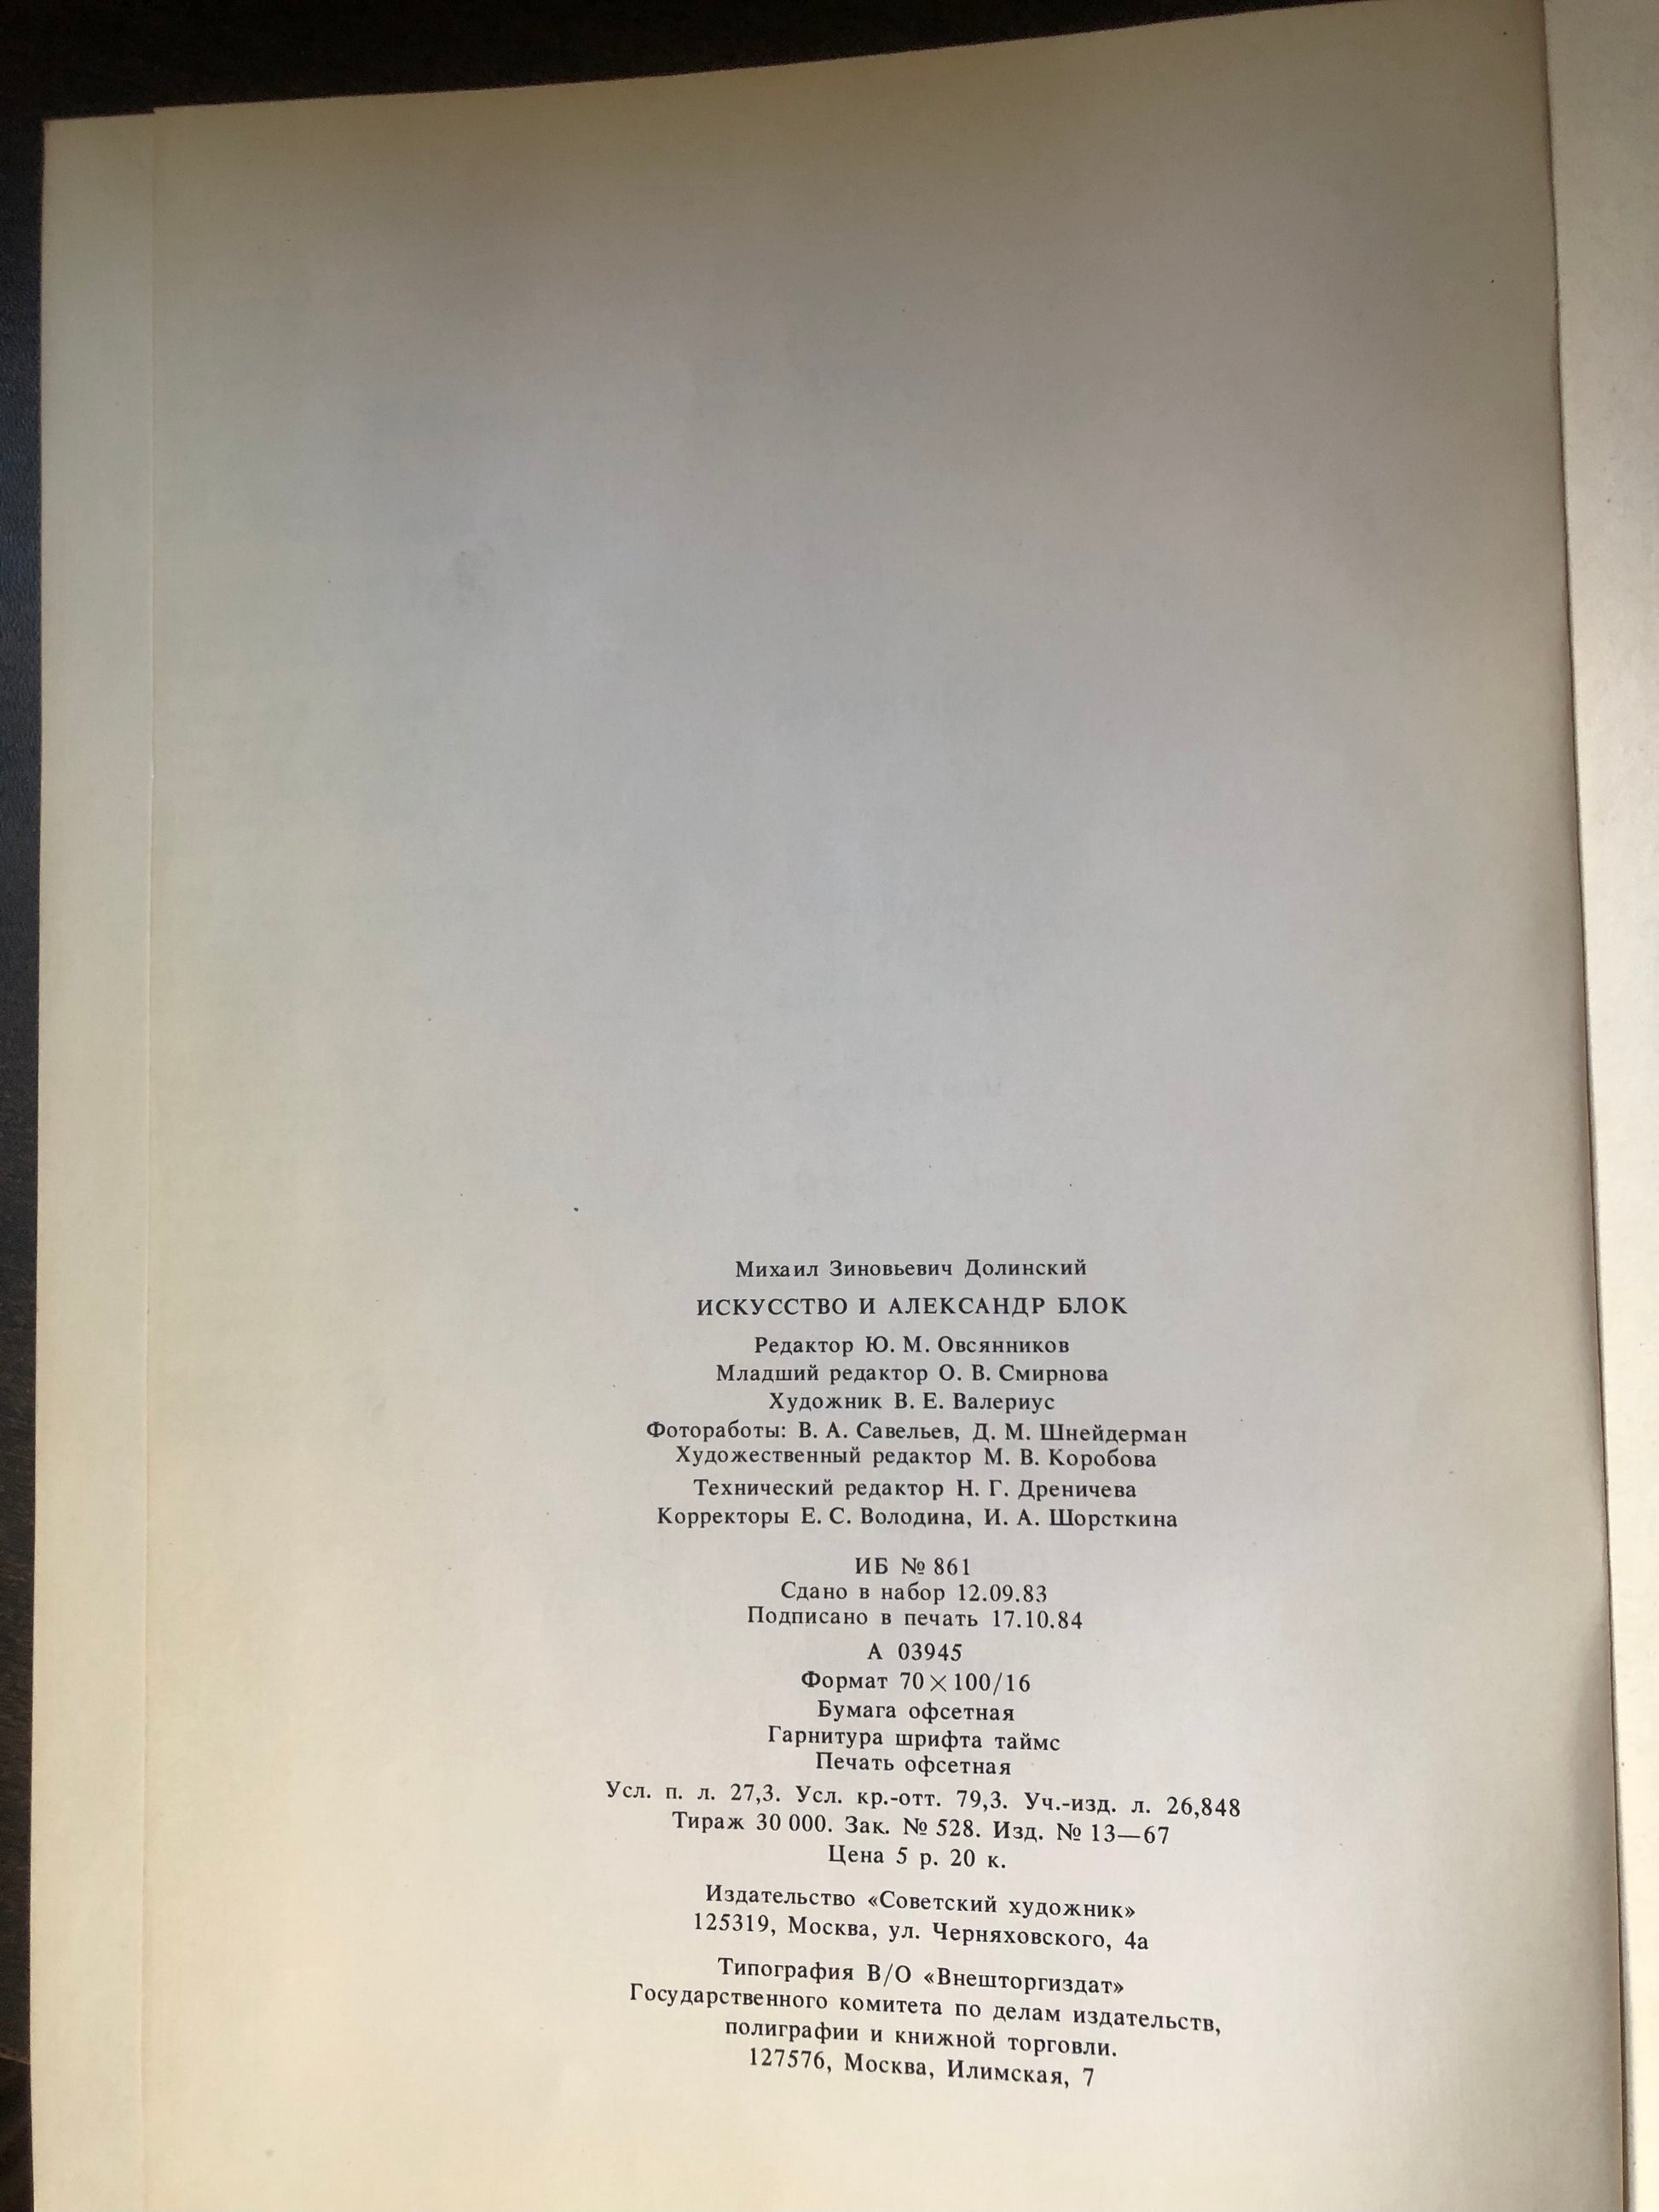 Михаил Зиновьевич Долинский
ИСКУССТВО И АЛЕКСАНДР БЛОК
Редактор Ю. М. Овсянников
Младший редактор О. В. Смирнова
Художник В. Е. Валериус
Фотоработы: В. А. Савельев, Д. М. Шнейдерман
Художественный редактор М. В. Коробова
Технический редактор Н. Г. Дреничева
Корректоры Е. С. Володина, И. А. Шорсткина
ИБ № 861
Сдано в набор 12.09.83
Подписано в печать 17.10.84
А 03945
Формат 70×100/16
Бумага офсетная
Гарнитура шрифта таймс
Печать офсетная
Усл. п. л. 27,3. Усл. кр.-отт. 79,3. Уч.-изд. л. 26,848
Тираж 30 000. Зак. № 528. Изд. № 13—67
Цена 5 р. 20 к.
Издательство «Советский художник»
125319, Москва, ул. Черняховского, 4а
Типография В/О «Внешторгиздат»
Государственного комитета по делам издательств,
полиграфии и книжной торговли.
127576, Москва, Илимская, 7